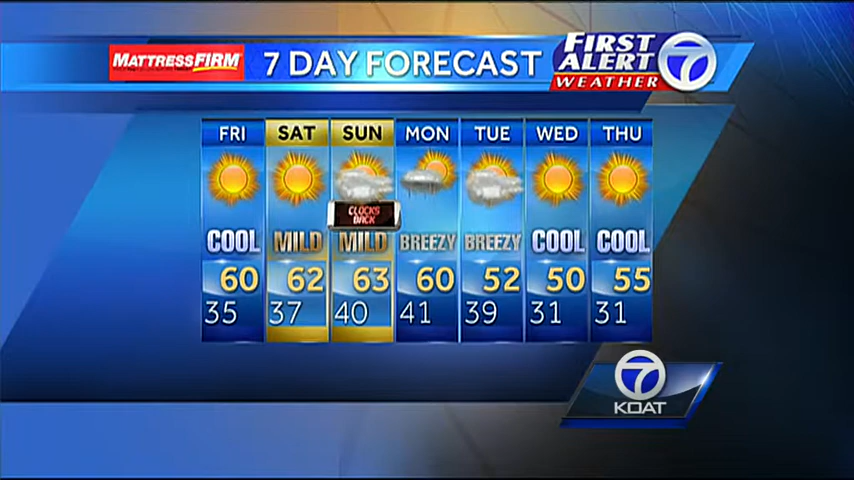 MATTRESSFIRM 7 DAY FORECAST FIRST ALERT WEATHER 7
FRI SAT SUN MON TUE WED THU
CLOCKS BACK
COOL MILD MILD BREEZY BREEZY COOL COOL
60 62 63 60 52 50 55
35 37 40 41 39 31 31
7
KOAT